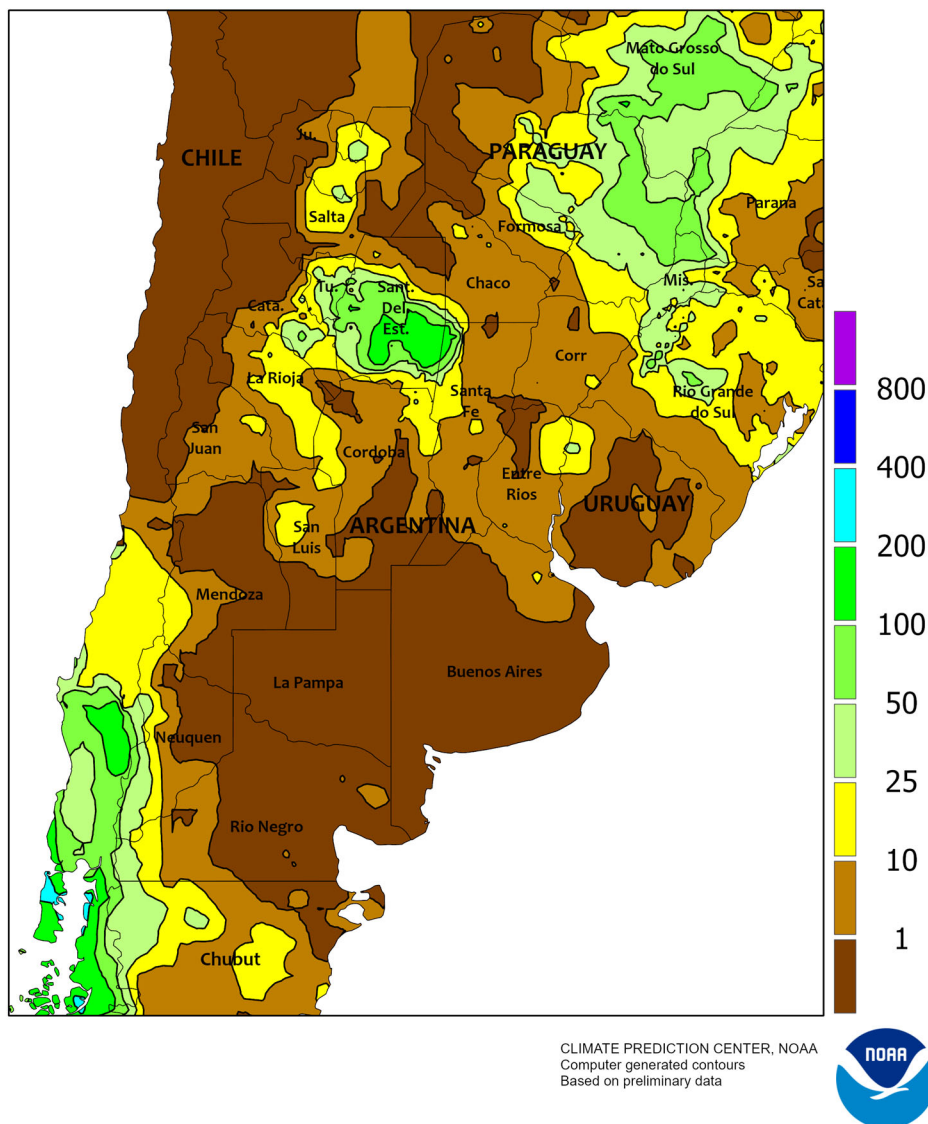 Mato Grosso
do Sul
Ju.
CHILE
PARAGUAY
Salta
Parana
Formosa
Chaco
Mis.
Tu.
Sant.
Del
Est.
Cata.
Sa
Cata
Corr
La Rioja
Santa
Fe
Rio Grande
do Sul
San
Juan
Cordoba
Entre
Rios
URUGUAY
ARGENTINA
San
Luis
Mendoza
Buenos Aires
La Pampa
Neuquen
Rio Negro
Chubut
800
400
200
100
50
25
10
1
CLIMATE PREDICTION CENTER, NOAA
Computer generated contours
Based on preliminary data
NOAA